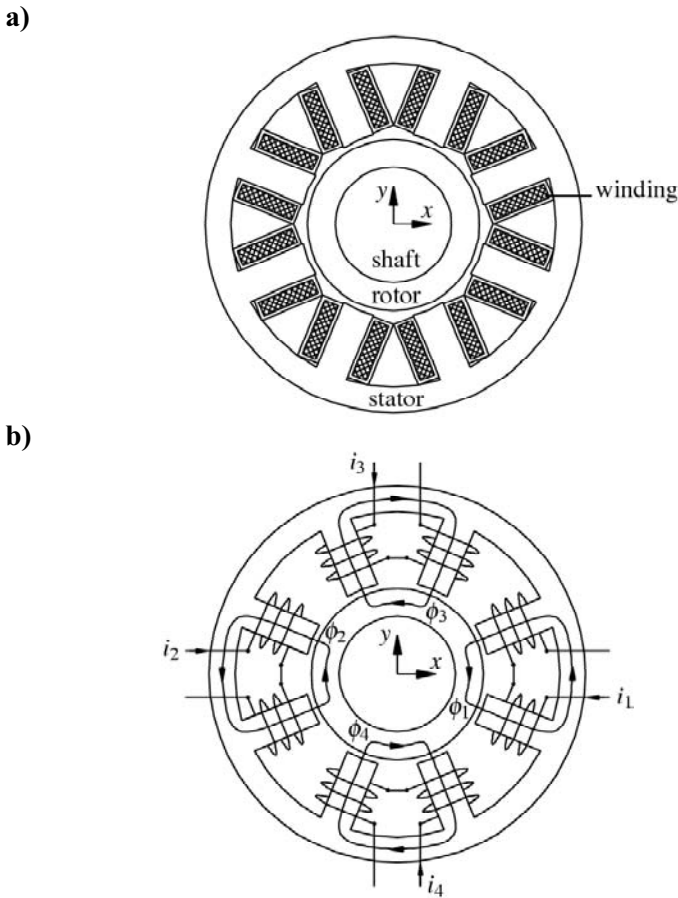 a)
winding
y
x
shaft
rotor
stator
b)
i3
ϕ3
ϕ2
i2
y
x
ϕ1
i1
ϕ4
i4